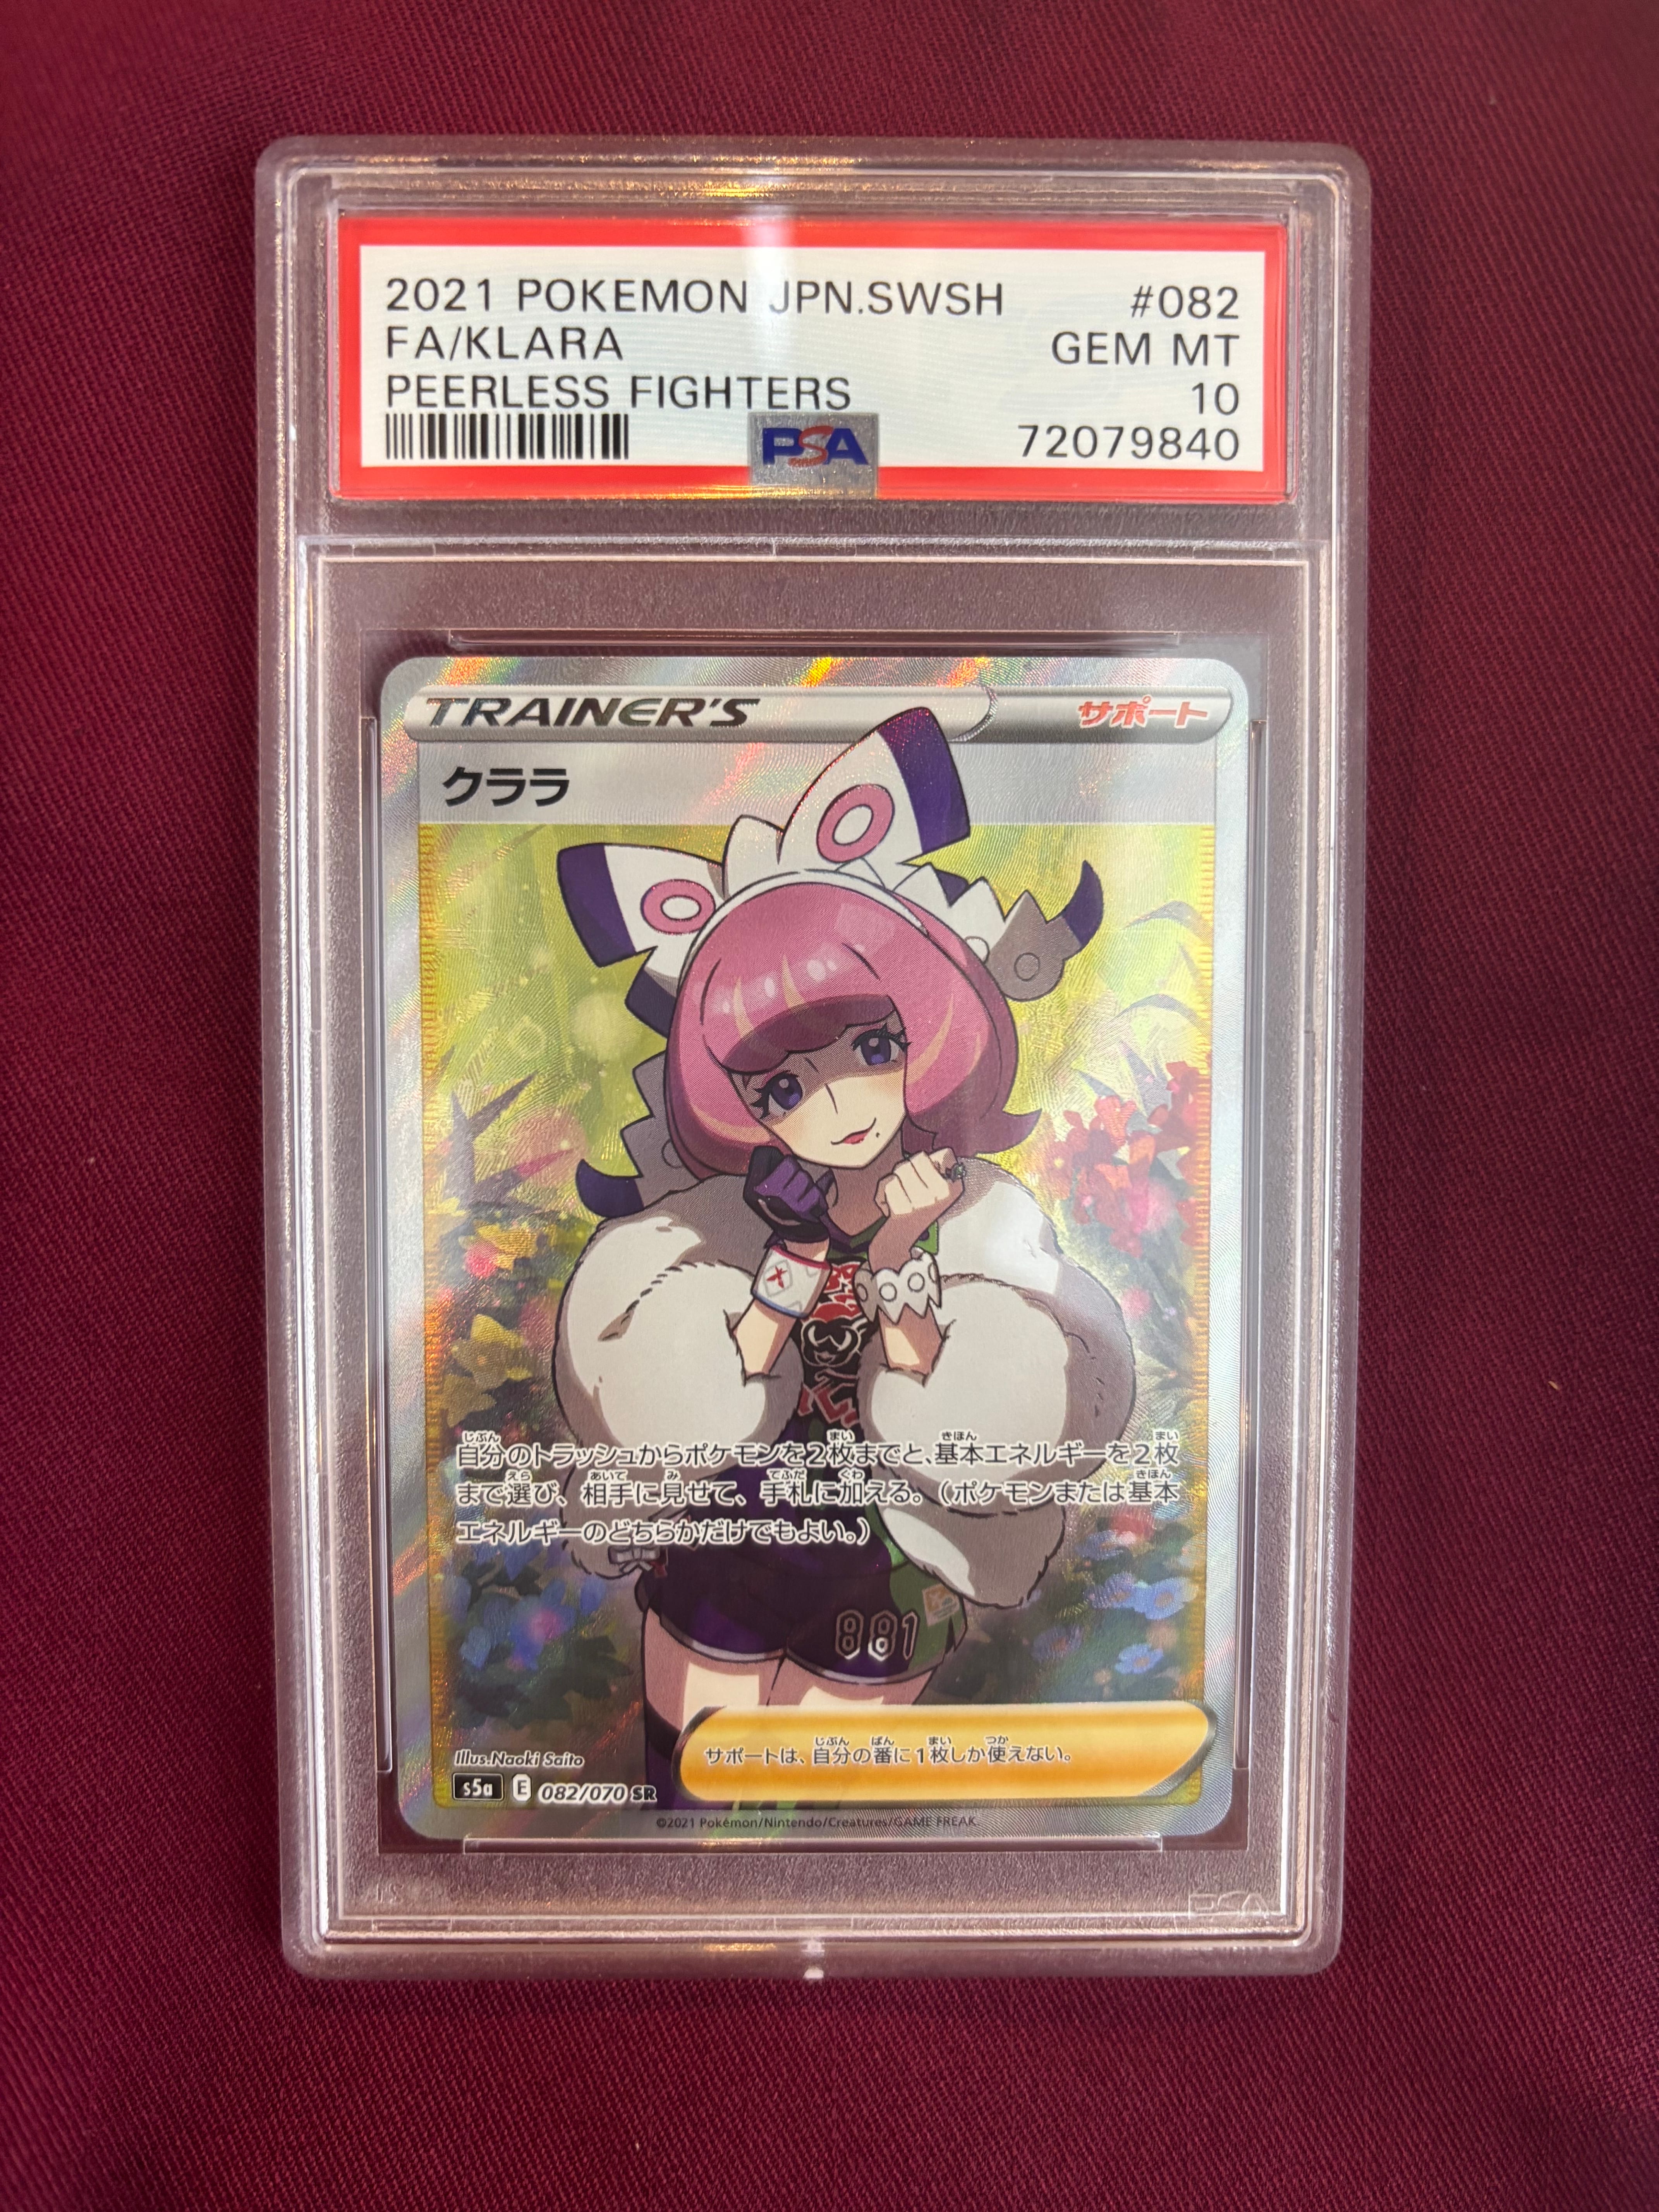 2021 POKEMON JPN.SWSH #082
FA/KLARA GEM MT
PEERLESS FIGHTERS 10
PSA 72079840
TRAINER'S サポート
クララ
自分のトラッシュからポケモンを2枚までと、基本エネルギーを2枚
まで選び、相手に見せて、手札に加える。（ポケモンまたは基本
エネルギーのどちらかだけでもよい。）
881
サポートは、自分の番に1枚しか使えない。
Illus.Naoki Saito
s5a E 082/070 SR
©2021 Pokémon/Nintendo/Creatures/GAME FREAK.
PSA